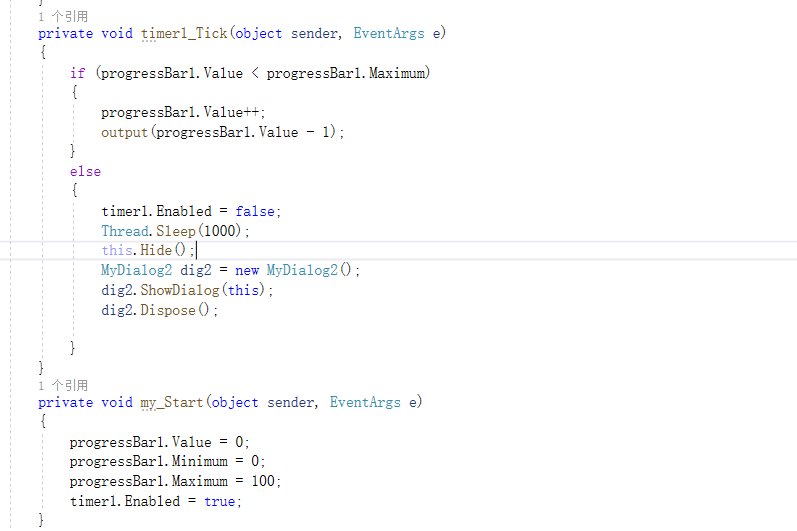 }
1 个引用
private void timer1_Tick(object sender, EventArgs e)
{
if (progressBar1.Value < progressBar1.Maximum)
{
progressBar1.Value++;
output(progressBar1.Value - 1);
}
else
{
timer1.Enabled = false;
Thread.Sleep(1000);
this.Hide();
MyDialog2 dig2 = new MyDialog2();
dig2.ShowDialog(this);
dig2.Dispose();
}
}
1 个引用
private void my_Start(object sender, EventArgs e)
{
progressBar1.Value = 0;
progressBar1.Minimum = 0;
progressBar1.Maximum = 100;
timer1.Enabled = true;
}